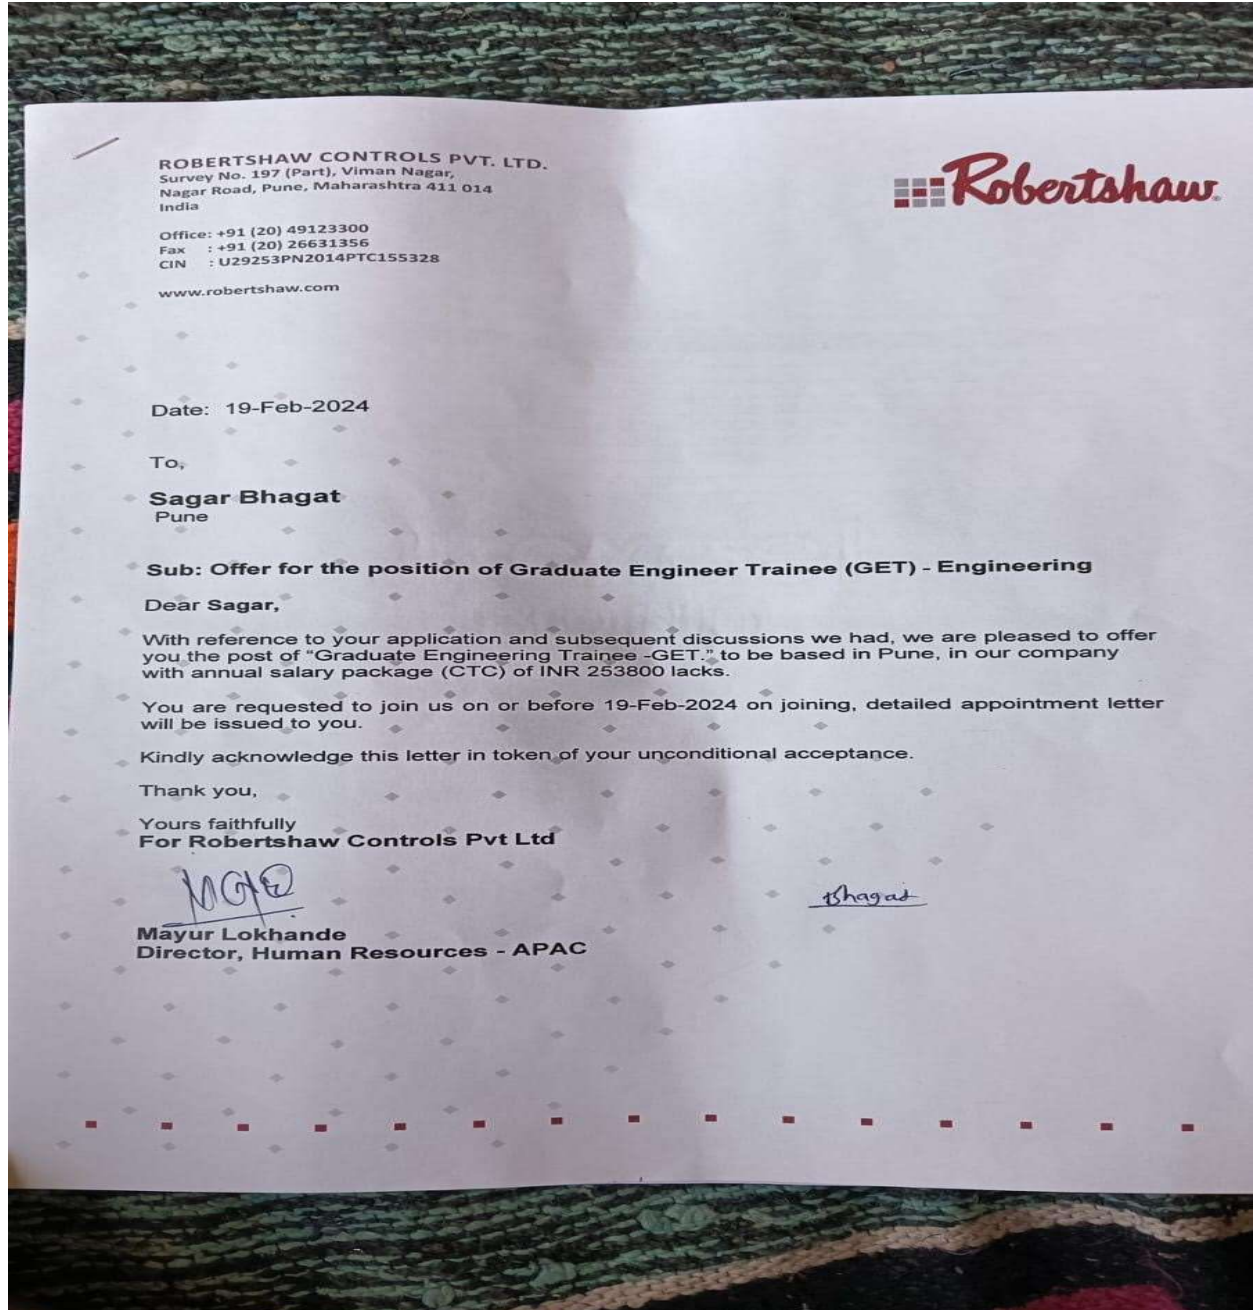 ROBERTSHAW CONTROLS PVT. LTD.
Survey No. 197 (Part), Viman Nagar,
Nagar Road, Pune, Maharashtra 411 014
India
Office: +91 (20) 49123300
Fax : +91 (20) 26631356
CIN : U29253PN2014PTC155328
www.robertshaw.com
Robertshaw
Date: 19-Feb-2024
To,
Sagar Bhagat
Pune
Sub: Offer for the position of Graduate Engineer Trainee (GET) - Engineering
Dear Sagar,
With reference to your application and subsequent discussions we had, we are pleased to offer
you the post of "Graduate Engineering Trainee -GET." to be based in Pune, in our company
with annual salary package (CTC) of INR 253800 lacks.
You are requested to join us on or before 19-Feb-2024 on joining, detailed appointment letter
will be issued to you.
Kindly acknowledge this letter in token of your unconditional acceptance.
Thank you,
Yours faithfully
For Robertshaw Controls Pvt Ltd
Bhagat
Mayur Lokhande
Director, Human Resources - APAC